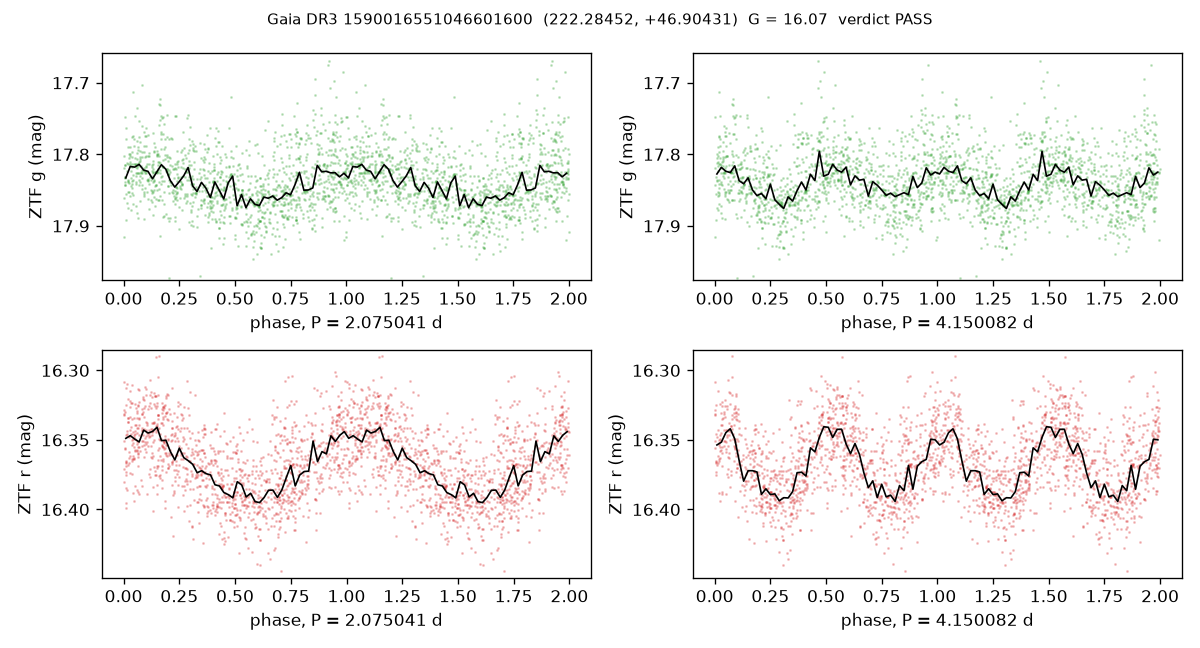 Gaia DR3 1590016551046601600 (222.28452, +46.90431) G = 16.07 verdict PASS
ZTF g (mag)
17.7
17.8
17.9
0.00 0.25 0.50 0.75 1.00 1.25 1.50 1.75 2.00
phase, P = 2.075041 d
ZTF g (mag)
17.7
17.8
17.9
0.00 0.25 0.50 0.75 1.00 1.25 1.50 1.75 2.00
phase, P = 4.150082 d
ZTF r (mag)
16.30
16.35
16.40
0.00 0.25 0.50 0.75 1.00 1.25 1.50 1.75 2.00
phase, P = 2.075041 d
ZTF r (mag)
16.30
16.35
16.40
0.00 0.25 0.50 0.75 1.00 1.25 1.50 1.75 2.00
phase, P = 4.150082 d